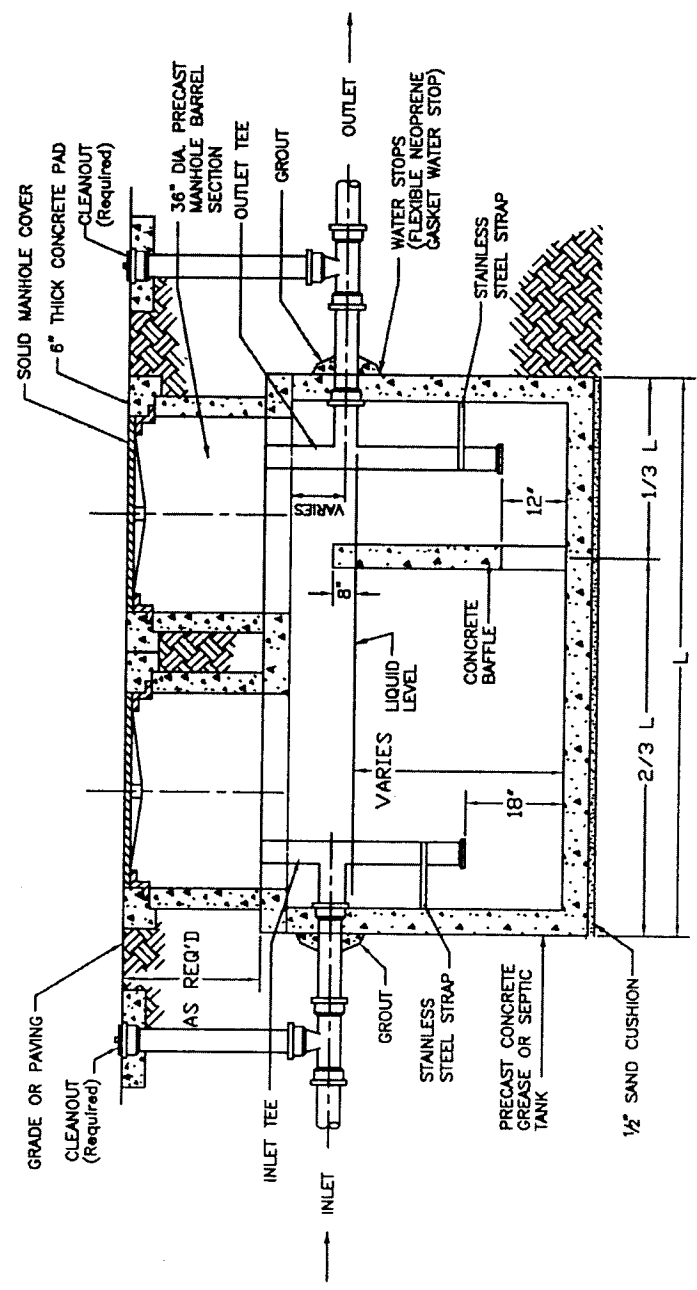 SOLID MANHOLE COVER
6" THICK CONCRETE PAD
CLEANOUT
(Required)
36" DIA. PRECAST
MANHOLE BARREL
SECTION
OUTLET TEE
GROUT
OUTLET
WATER STOPS
(FLEXIBLE NEOPRENE
GASKET WATER STOP)
STAINLESS
STEEL STRAP
GRADE OR PAVING
CLEANOUT
(Required)
AS REQ'D
INLET TEE
INLET
GROUT
STAINLESS
STEEL STRAP
PRECAST CONCRETE
GREASE OR SEPTIC
TANK
1/2" SAND CUSHION
VARIES
LIQUID
LEVEL
VARIES
8"
CONCRETE
BAFFLE
12"
18"
2/3 L
1/3 L
L